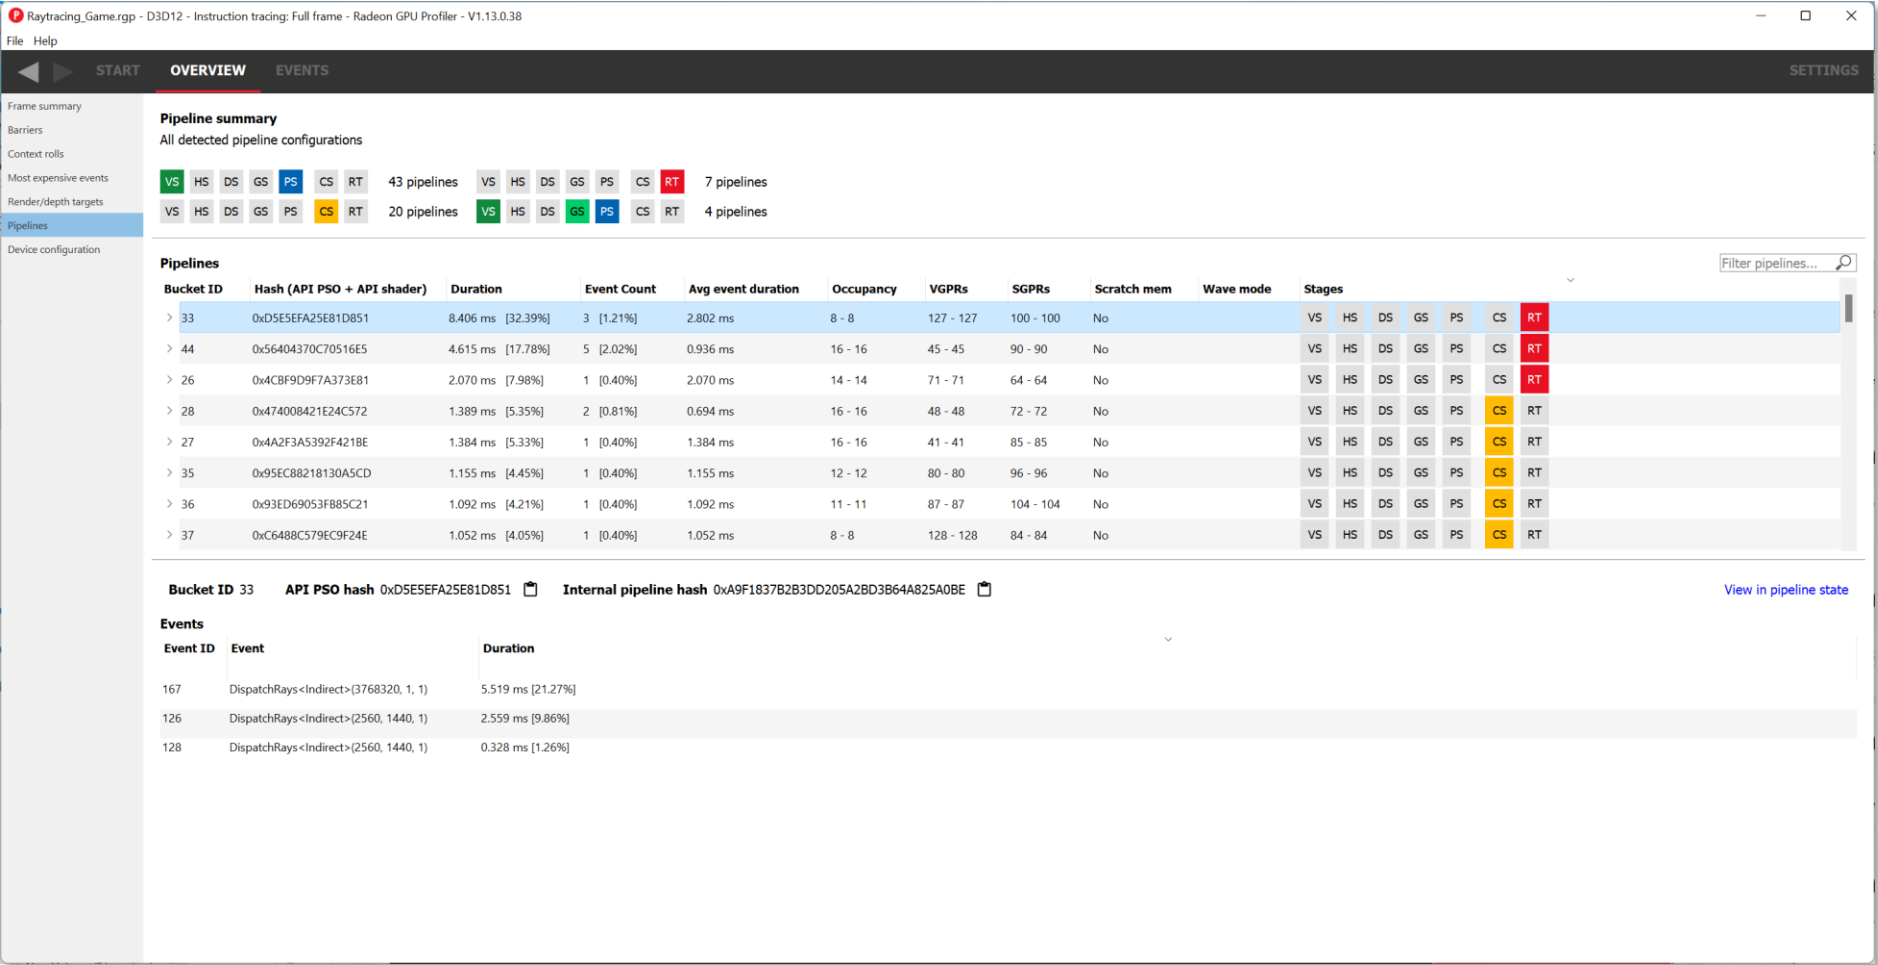 Raytracing_Game.rgp - D3D12 - Instruction tracing: Full frame - Radeon GPU Profiler - V1.13.0.38
File Help
START OVERVIEW EVENTS SETTINGS
Frame summary
Barriers
Context rolls
Most expensive events
Render/depth targets
Pipelines
Device configuration
Pipeline summary
All detected pipeline configurations
VS HS DS GS PS CS RT 43 pipelines VS HS DS GS PS CS RT 7 pipelines
VS HS DS GS PS CS RT 20 pipelines VS HS DS GS PS CS RT 4 pipelines
Pipelines Filter pipelines...
Bucket ID Hash (API PSO + API shader) Duration Event Count Avg event duration Occupancy VGPRs SGPRs Scratch mem Wave mode Stages
33 0xD5E5EFA25E81D851 8.406 ms [32.39%] 3 [1.21%] 2.802 ms 8 - 8 127 - 127 100 - 100 No VS HS DS GS PS CS RT
44 0x56404370C70516E5 4.615 ms [17.78%] 5 [2.02%] 0.936 ms 16 - 16 45 - 45 90 - 90 No VS HS DS GS PS CS RT
26 0x4CBF9D9F7A373E81 2.070 ms [7.98%] 1 [0.40%] 2.070 ms 14 - 14 71 - 71 64 - 64 No VS HS DS GS PS CS RT
28 0x474008421E24C572 1.389 ms [5.35%] 2 [0.81%] 0.694 ms 16 - 16 48 - 48 72 - 72 No VS HS DS GS PS CS RT
27 0x4A2F3A5392F421BE 1.384 ms [5.33%] 1 [0.40%] 1.384 ms 16 - 16 41 - 41 85 - 85 No VS HS DS GS PS CS RT
35 0x95EC88218130A5CD 1.155 ms [4.45%] 1 [0.40%] 1.155 ms 12 - 12 80 - 80 96 - 96 No VS HS DS GS PS CS RT
36 0x93ED69053FB85C21 1.092 ms [4.21%] 1 [0.40%] 1.092 ms 11 - 11 87 - 87 104 - 104 No VS HS DS GS PS CS RT
37 0xC6488C579EC9F24E 1.052 ms [4.05%] 1 [0.40%] 1.052 ms 8 - 8 128 - 128 84 - 84 No VS HS DS GS PS CS RT
Bucket ID 33 API PSO hash 0xD5E5EFA25E81D851 Internal pipeline hash 0xA9F1837B2B3DD205A2BD3B64A825A0BE View in pipeline state
Events
Event ID Event Duration
167 DispatchRays<Indirect>(3768320, 1, 1) 5.519 ms [21.27%]
126 DispatchRays<Indirect>(2560, 1440, 1) 2.559 ms [9.86%]
128 DispatchRays<Indirect>(2560, 1440, 1) 0.328 ms [1.26%]